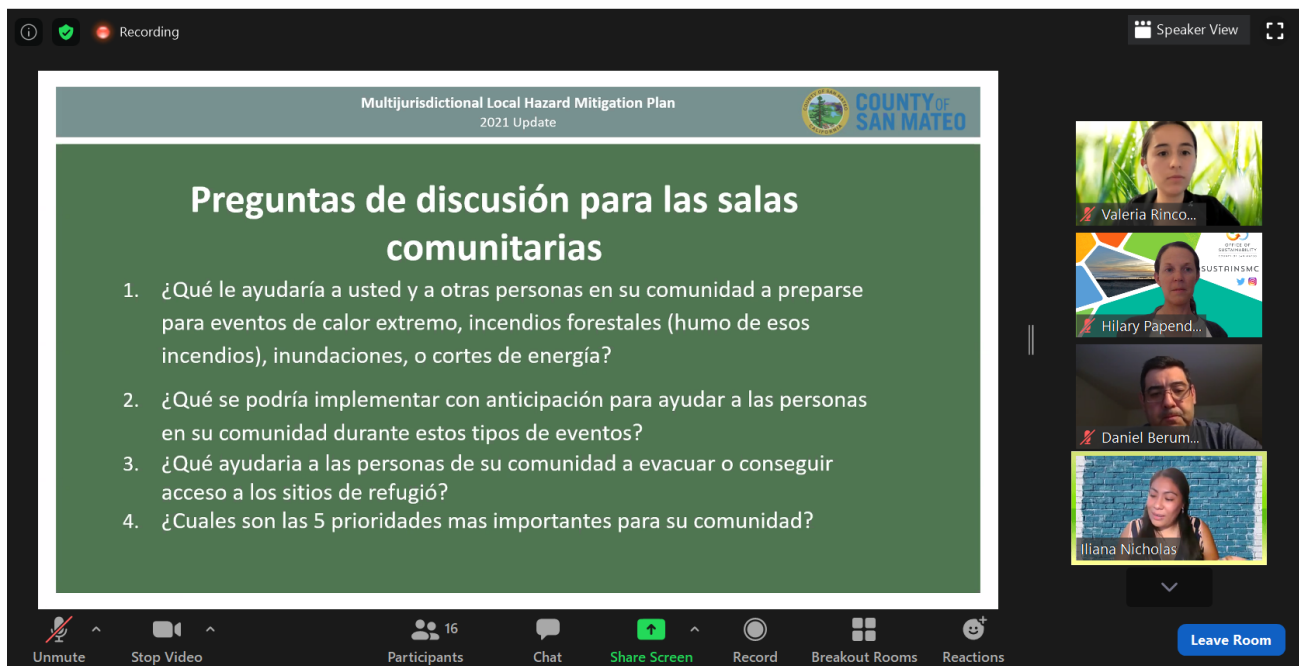 Recording
Speaker View
Multijurisdictional Local Hazard Mitigation Plan
2021 Update
COUNTY OF
SAN MATEO
Preguntas de discusión para las salas
comunitarias
1. ¿Qué le ayudaría a usted y a otras personas en su comunidad a preparse
para eventos de calor extremo, incendios forestales (humo de esos
incendios), inundaciones, o cortes de energía?
2. ¿Qué se podría implementar con anticipación para ayudar a las personas
en su comunidad durante estos tipos de eventos?
3. ¿Qué ayudaria a las personas de su comunidad a evacuar o conseguir
acceso a los sitios de refugió?
4. ¿Cuales son las 5 prioridades mas importantes para su comunidad?
Valeria Rinco...
OFFICE OF
SUSTAINABILITY
SUSTAINSMC
Hilary Papend...
Daniel Berum...
Iliana Nicholas
16
Unmute
Stop Video
Participants
Chat
Share Screen
Record
Breakout Rooms
Reactions
Leave Room